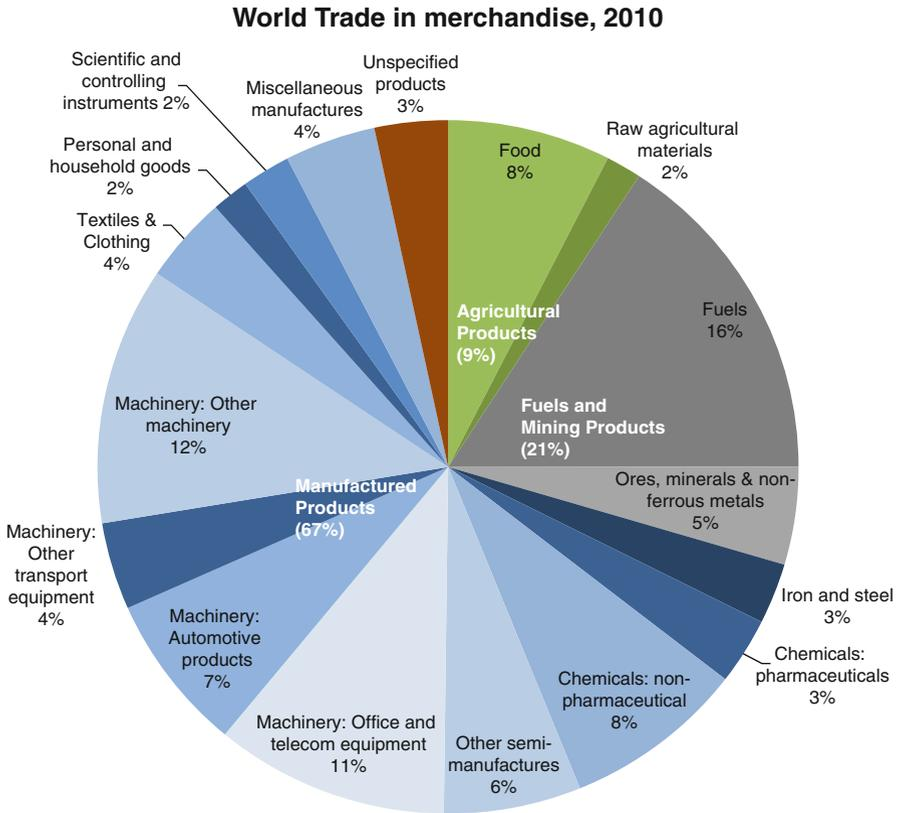 World Trade in merchandise, 2010
Unspecified
products
3%
Food
8%
Raw agricultural
materials
2%
Agricultural
Products
(9%)
Fuels
16%
Fuels and
Mining Products
(21%)
Ores, minerals & non-
ferrous metals
5%
Iron and steel
3%
Chemicals:
pharmaceuticals
3%
Chemicals: non-
pharmaceutical
8%
Other semi-
manufactures
6%
Machinery: Office and
telecom equipment
11%
Machinery:
Automotive
products
7%
Machinery:
Other
transport
equipment
4%
Manufactured
Products
(67%)
Machinery: Other
machinery
12%
Textiles &
Clothing
4%
Personal and
household goods
2%
Scientific and
controlling
instruments 2%
Miscellaneous
manufactures
4%